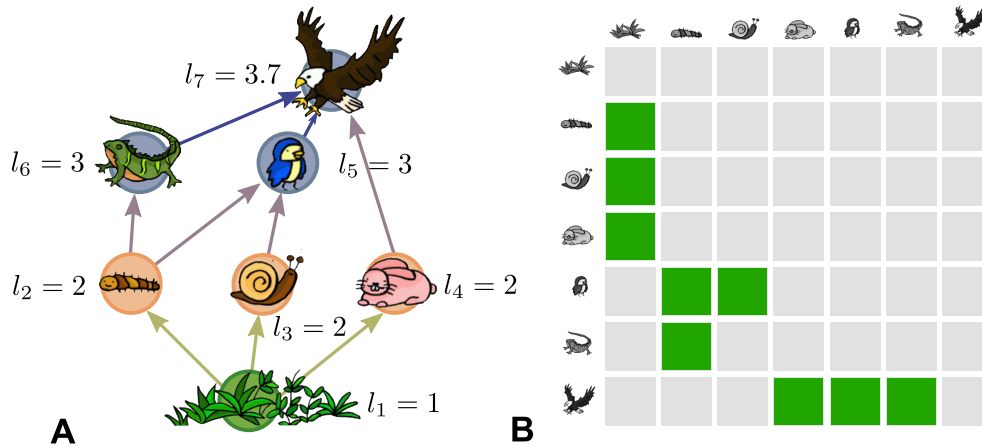 l₇ = 3.7
l₆ = 3
l₅ = 3
l₂ = 2
l₄ = 2
l₃ = 2
l₁ = 1
A
B